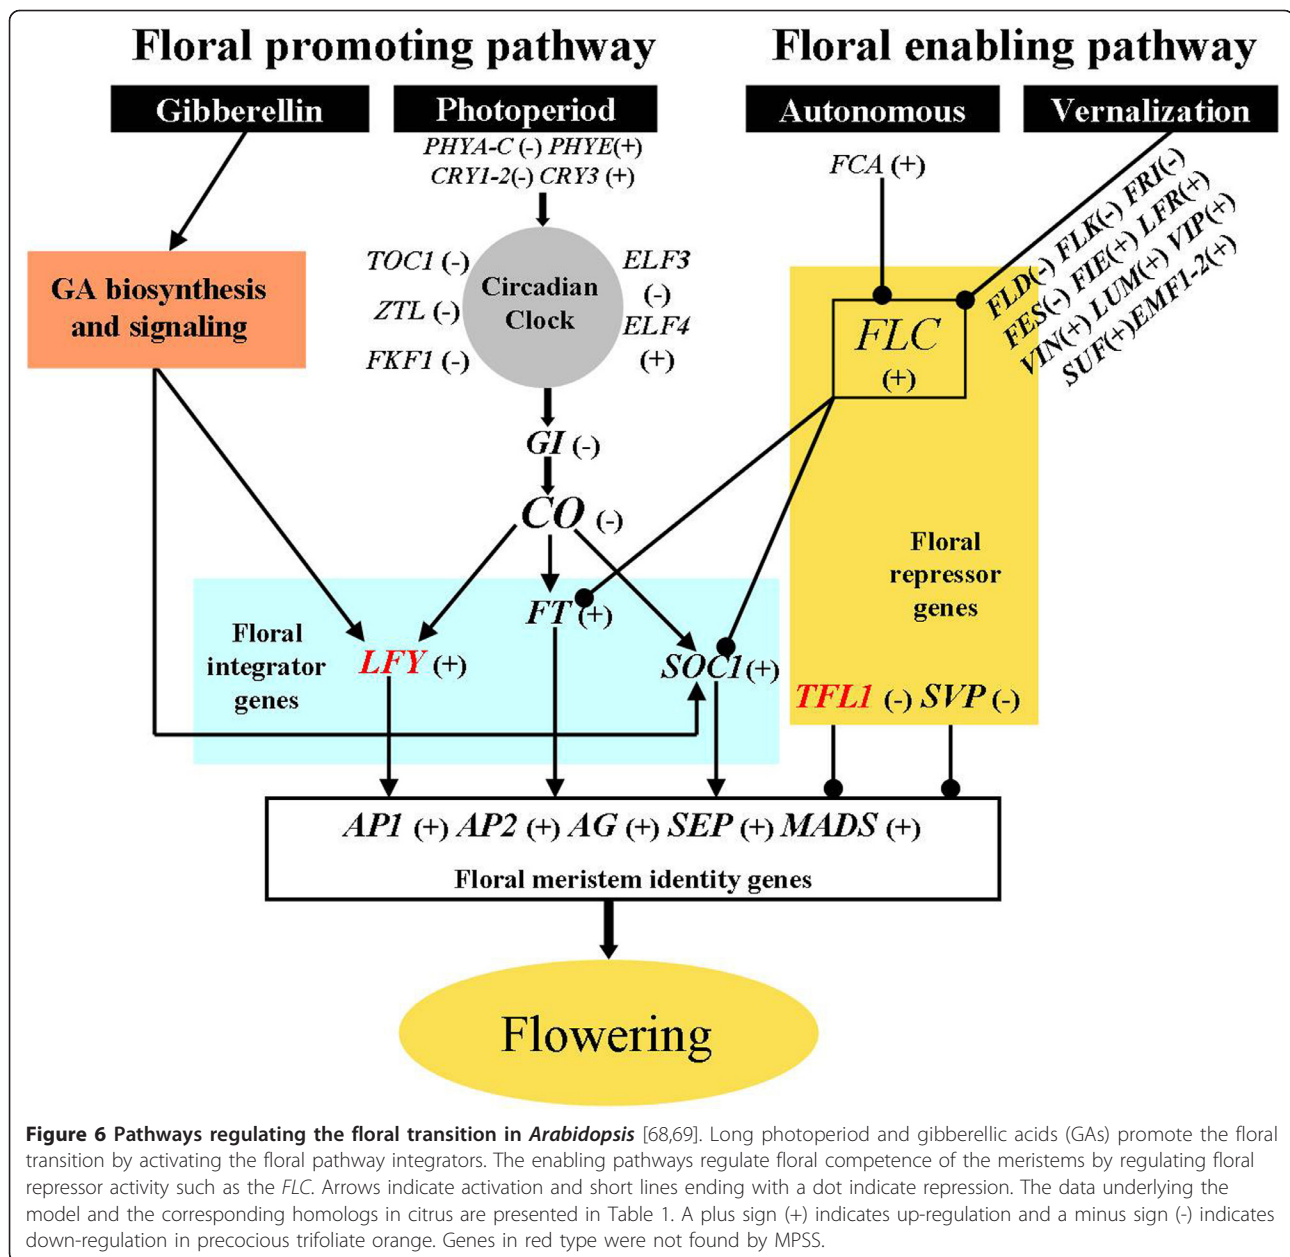 Floral promoting pathway
Floral enabling pathway
Gibberellin
Photoperiod
Autonomous
Vernalization
PHYA-C (-) PHYE(+)
CRY1-2(-) CRY3 (+)
FCA (+)
FLD(-) FLK(-) FRI(-)
FES(-) FIE(+) LFR(+)
VIN(+) LUM(+) VIP(+)
SUF(+)EMF1-2(+)
GA biosynthesis
and signaling
TOC1 (-)
ZTL (-)
FKF1 (-)
Circadian
Clock
ELF3
(-)
ELF4
(+)
FLC
(+)
GI (-)
CO (-)
Floral
repressor
genes
Floral
integrator
genes
LFY (+)
FT (+)
SOC1(+)
TFL1 (-) SVP (-)
AP1 (+) AP2 (+) AG (+) SEP (+) MADS (+)
Floral meristem identity genes
Flowering
Figure 6 Pathways regulating the floral transition in Arabidopsis [68,69]. Long photoperiod and gibberellic acids (GAs) promote the floral
transition by activating the floral pathway integrators. The enabling pathways regulate floral competence of the meristems by regulating floral
repressor activity such as the FLC. Arrows indicate activation and short lines ending with a dot indicate repression. The data underlying the
model and the corresponding homologs in citrus are presented in Table 1. A plus sign (+) indicates up-regulation and a minus sign (-) indicates
down-regulation in precocious trifoliate orange. Genes in red type were not found by MPSS.